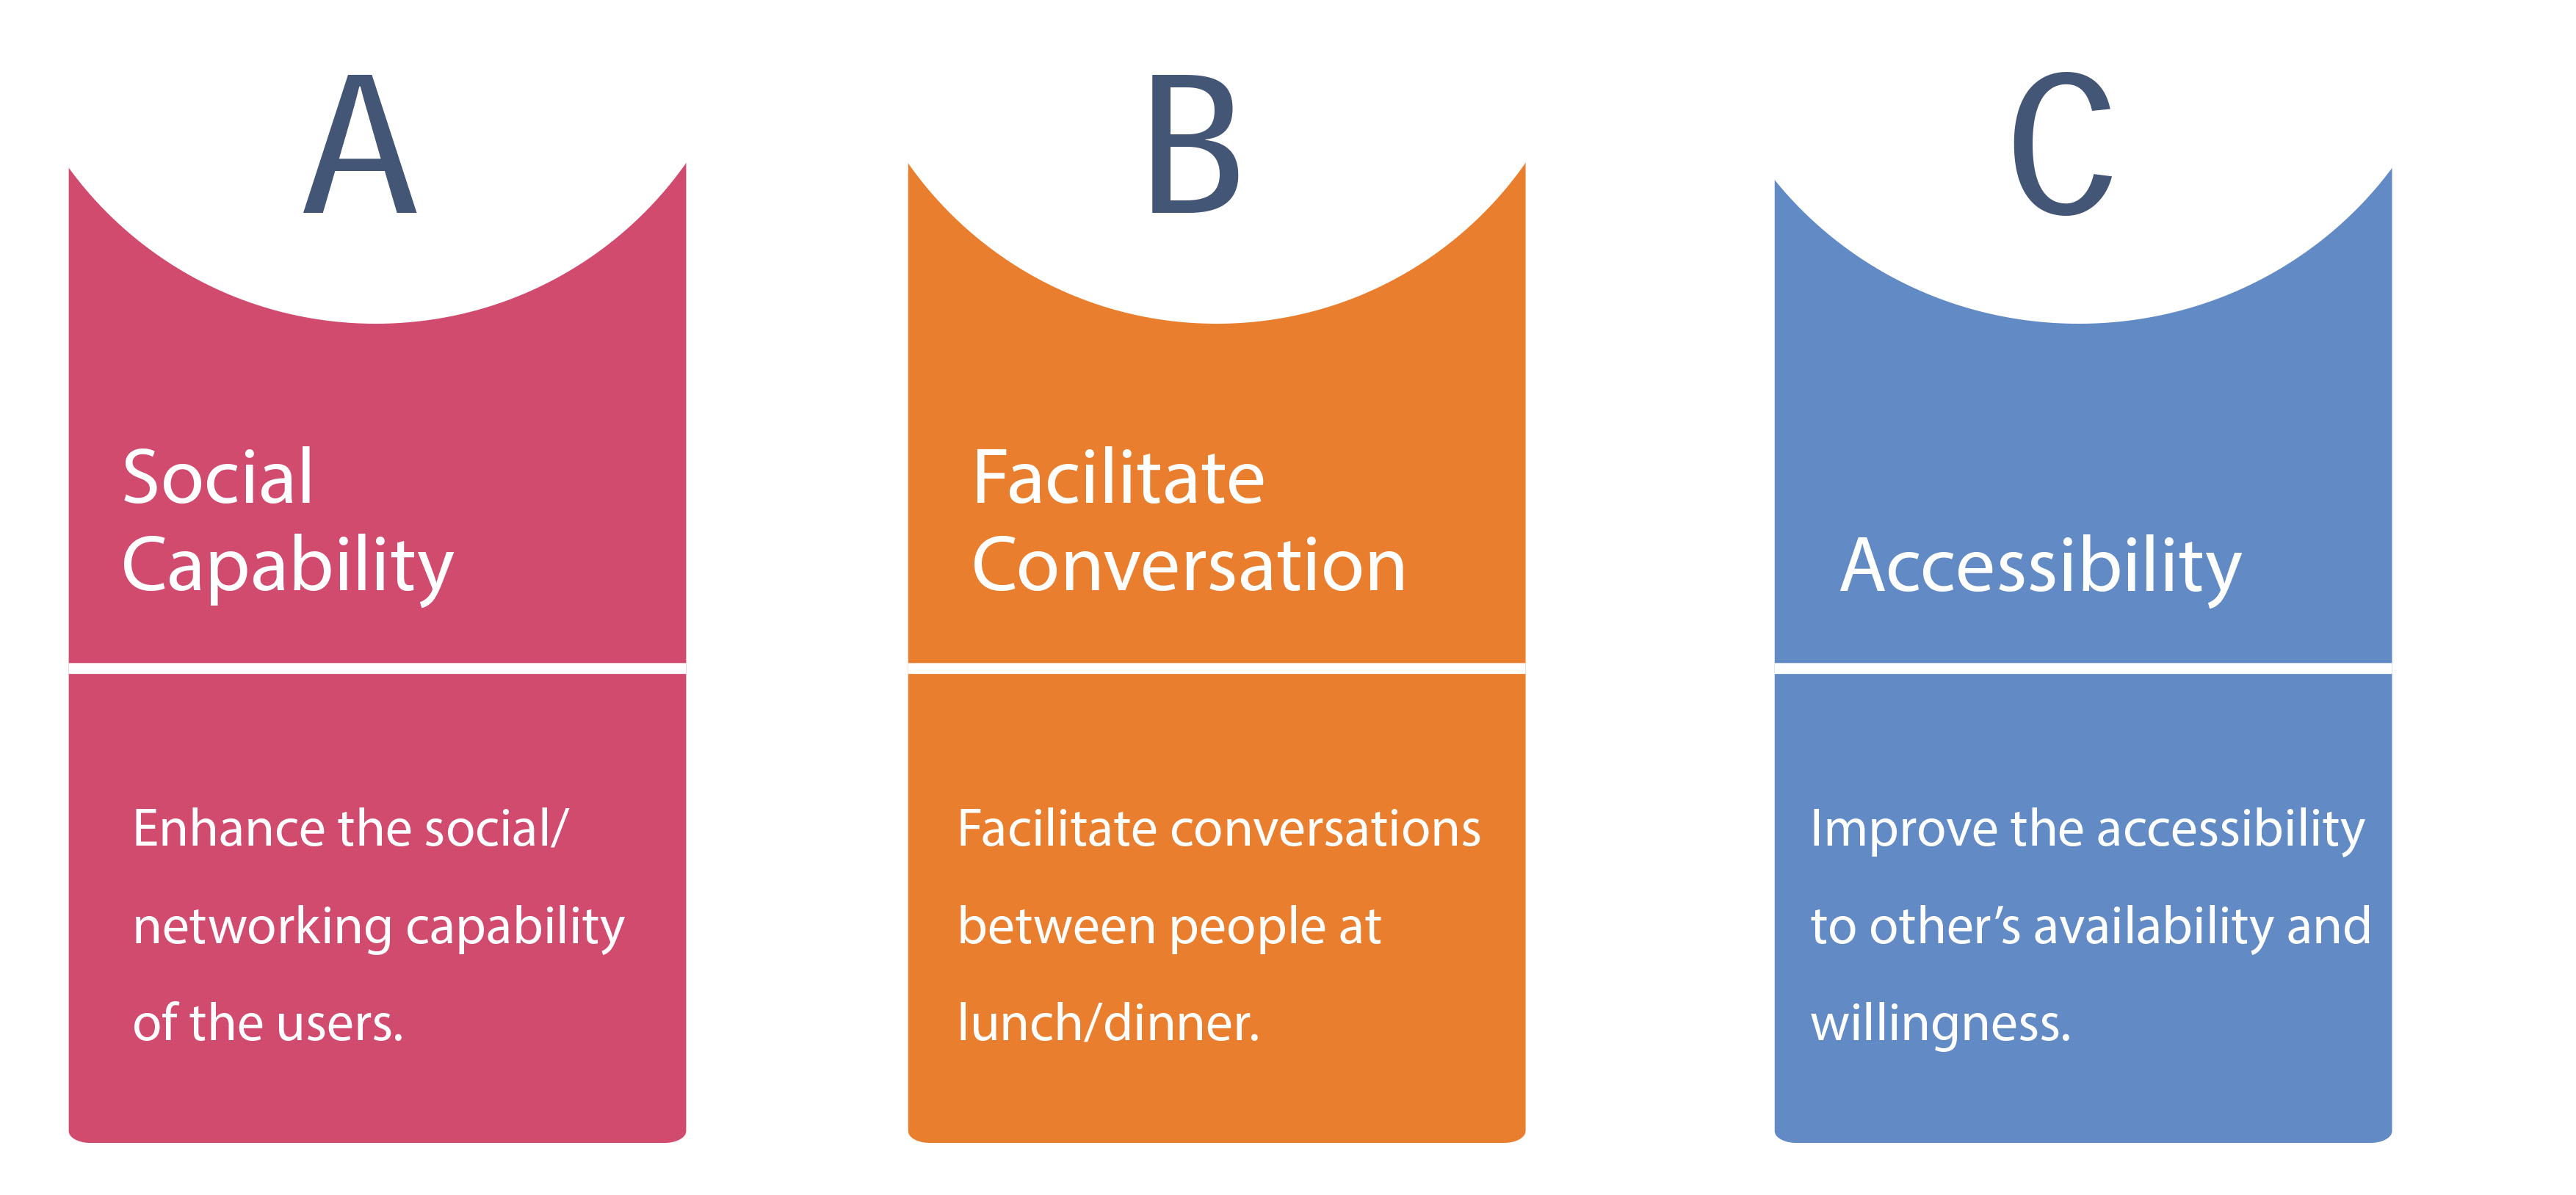 A
Social
Capability
Enhance the social/
networking capability
of the users.
B
Facilitate
Conversation
Facilitate conversations
between people at
lunch/dinner.
C
Accessibility
Improve the accessibility
to other’s availability and
willingness.